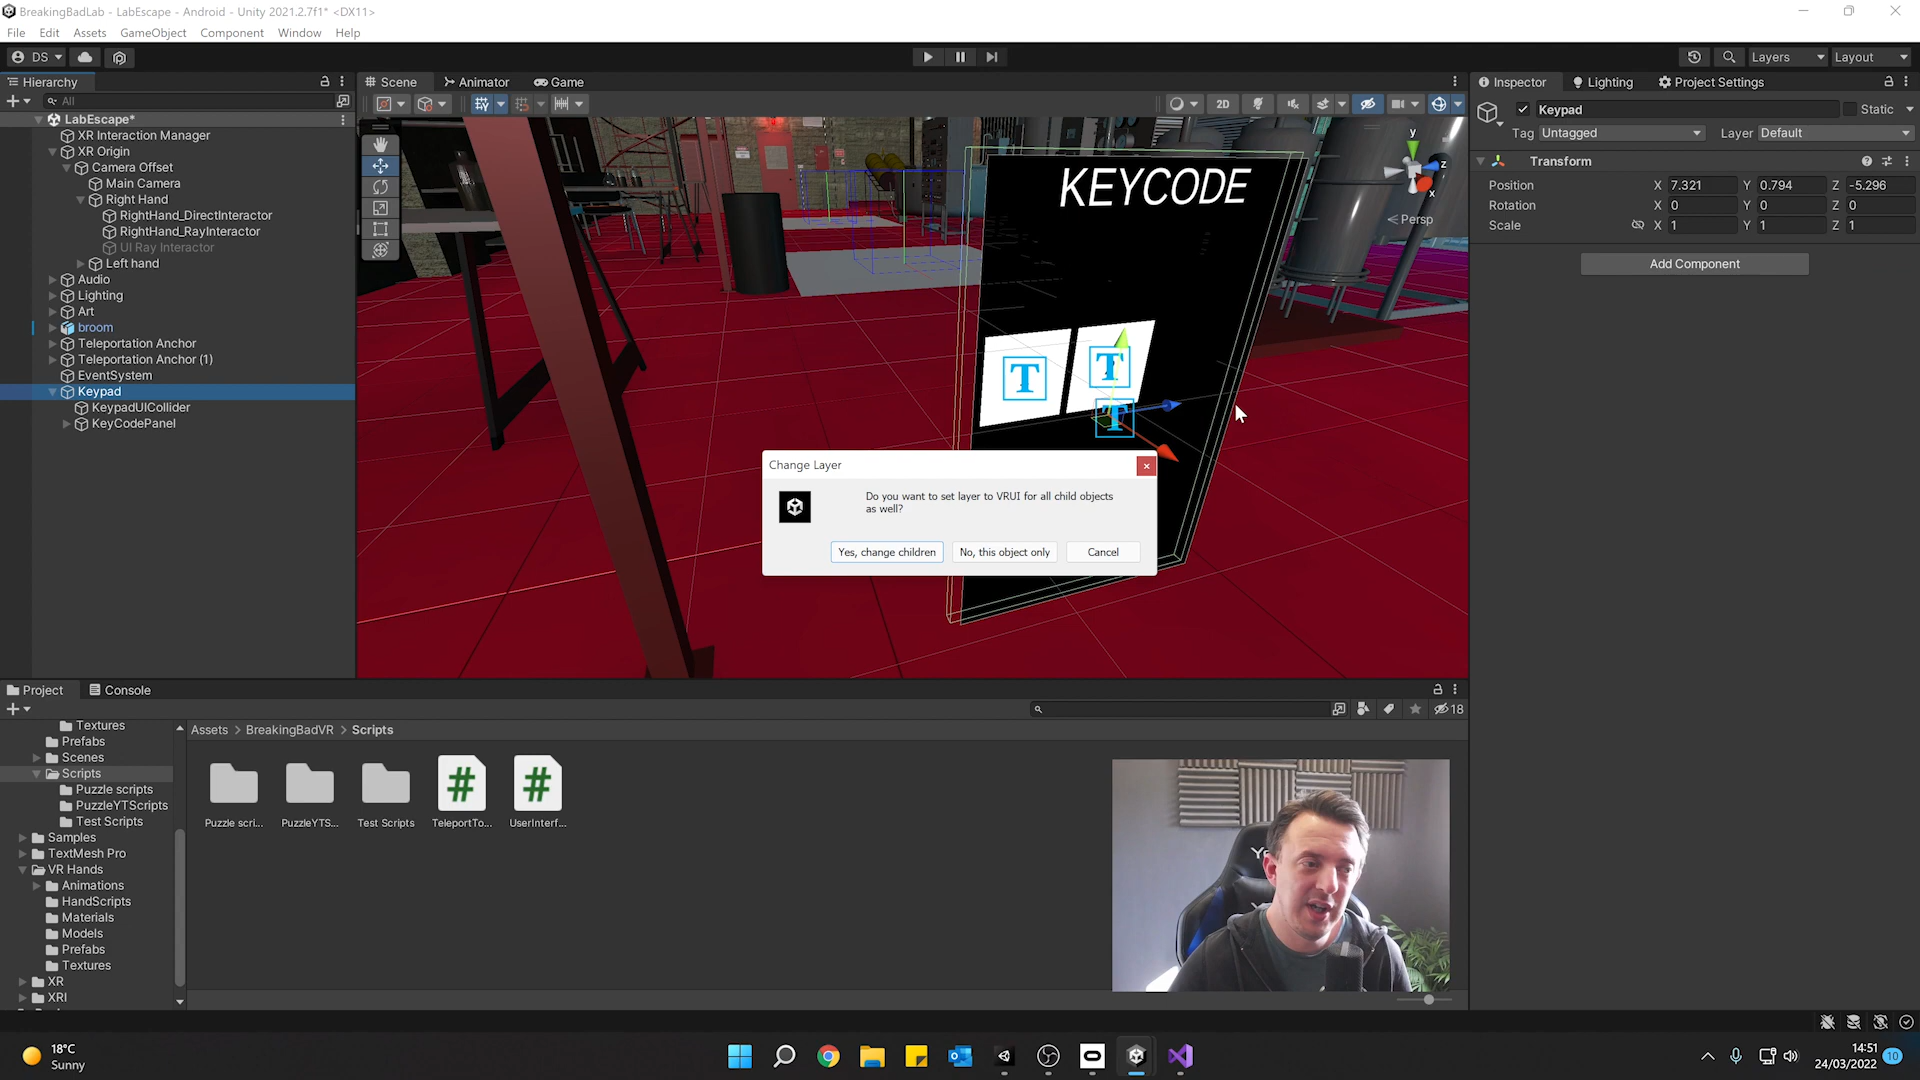 BreakingBadLab - LabEscape - Android - Unity 2021.2.7f1* <DX11>
File Edit Assets GameObject Component Window Help
DS
Layers Layout
Hierarchy
Scene Animator Game
Inspector Lighting Project Settings
All
2D
Keypad Static
Tag Untagged Layer Default
Transform
Position X 7.321 Y 0.794 Z -5.296
Rotation X 0 Y 0 Z 0
Scale X 1 Y 1 Z 1
Add Component
LabEscape*
XR Interaction Manager
XR Origin
Camera Offset
Main Camera
Right Hand
RightHand_DirectInteractor
RightHand_RayInteractor
UI Ray Interactor
Left hand
Audio
Lighting
Art
broom
Teleportation Anchor
Teleportation Anchor (1)
EventSystem
Keypad
KeypadUICollider
KeyCodePanel
KEYCODE
y
z
x
Persp
T
T
T
Change Layer
Do you want to set layer to VRUI for all child objects
as well?
Yes, change children No, this object only Cancel
Project Console
18
Assets > BreakingBadVR > Scripts
Textures
Prefabs
Scenes
Scripts
Puzzle scripts
PuzzleYTScripts
Test Scripts
Samples
TextMesh Pro
VR Hands
Animations
HandScripts
Materials
Models
Prefabs
Textures
XR
XRI
Puzzle scri... PuzzleYTS... Test Scripts TeleportTo... UserInterf...
18°C
Sunny
14:51
24/03/2022
10